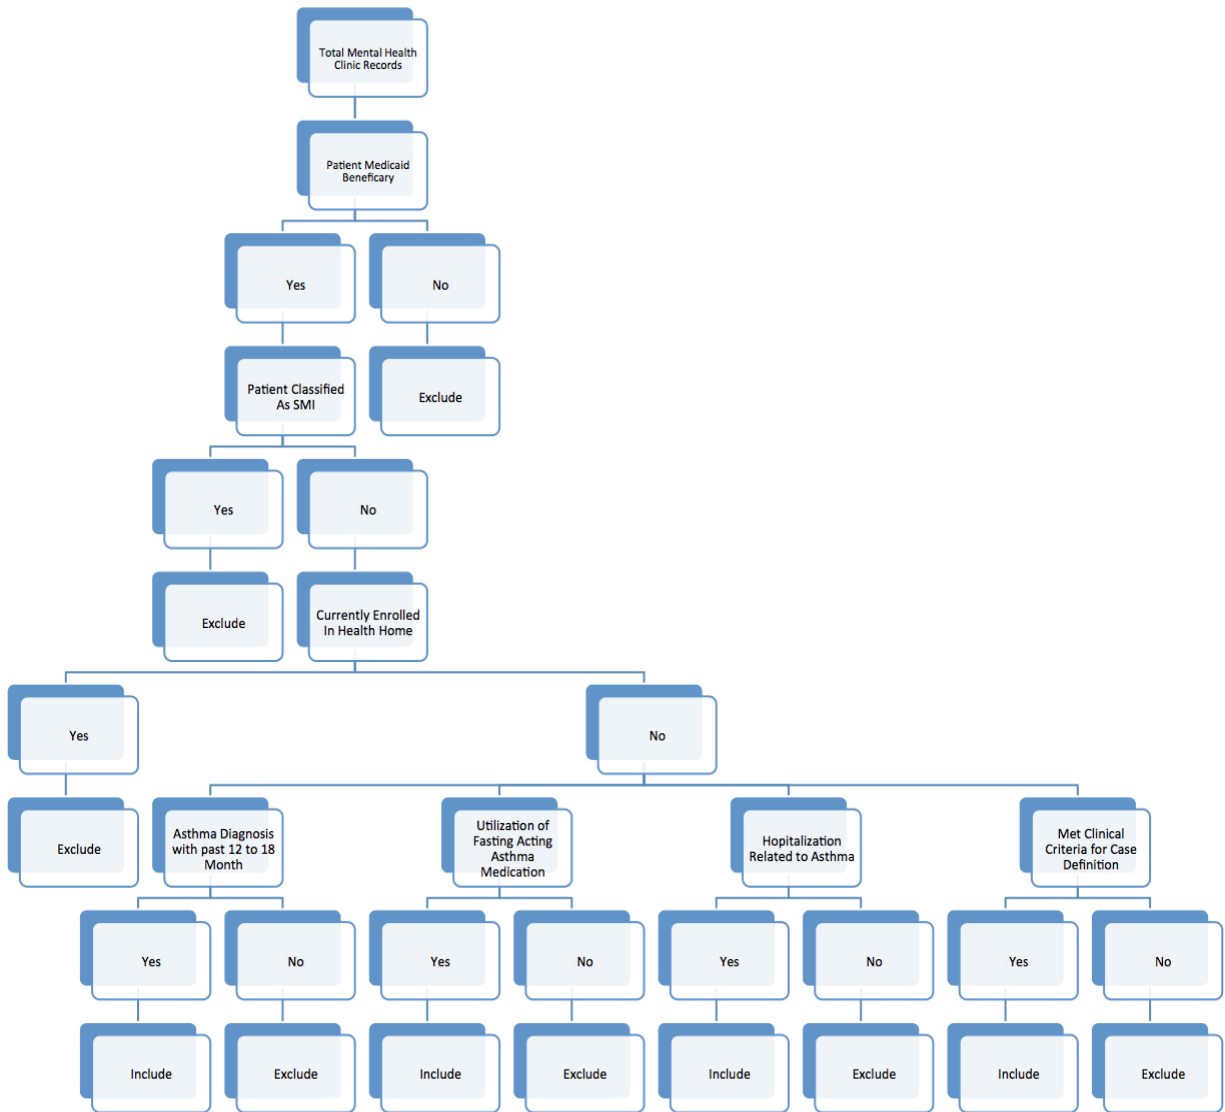 Total Mental Health
Clinic Records
Patient Medicaid
Beneficary
Yes
No
Patient Classified
As SMI
Exclude
Yes
No
Exclude
Currently Enrolled
In Health Home
Yes
No
Exclude
Asthma Diagnosis
with past 12 to 18
Month
Utilization of
Fasting Acting
Asthma
Medication
Hopitalization
Related to Asthma
Met Clinical
Criteria for Case
Definition
Yes
No
Yes
No
Yes
No
Yes
No
Include
Exclude
Include
Exclude
Include
Exclude
Include
Exclude